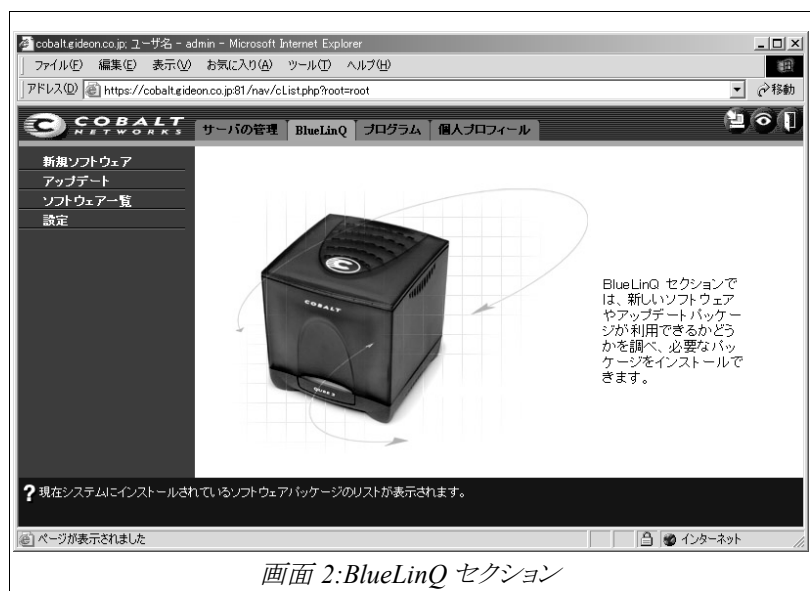 cobalt.gideon.co.jp; ユーザ名 - admin - Microsoft Internet Explorer
ファイル(F) 編集(E) 表示(V) お気に入り(A) ツール(T) ヘルプ(H)
アドレス(D) https://cobalt.gideon.co.jp:81/nav/cList.php?root=root 移動
COBALT NETWORKS サーバの管理 BlueLinQ プログラム 個人プロフィール
新規ソフトウェア
アップデート
ソフトウェア一覧
設定
COBALT
BlueLinQ セクションで
は、新しいソフトウェア
やアップデートパッケー
ジが利用できるかどう
かを調べ、必要なパッ
ケージをインストールで
きます。
? 現在システムにインストールされているソフトウェアパッケージのリストが表示されます。
ページが表示されました インターネット
画面 2:BlueLinQ セクション